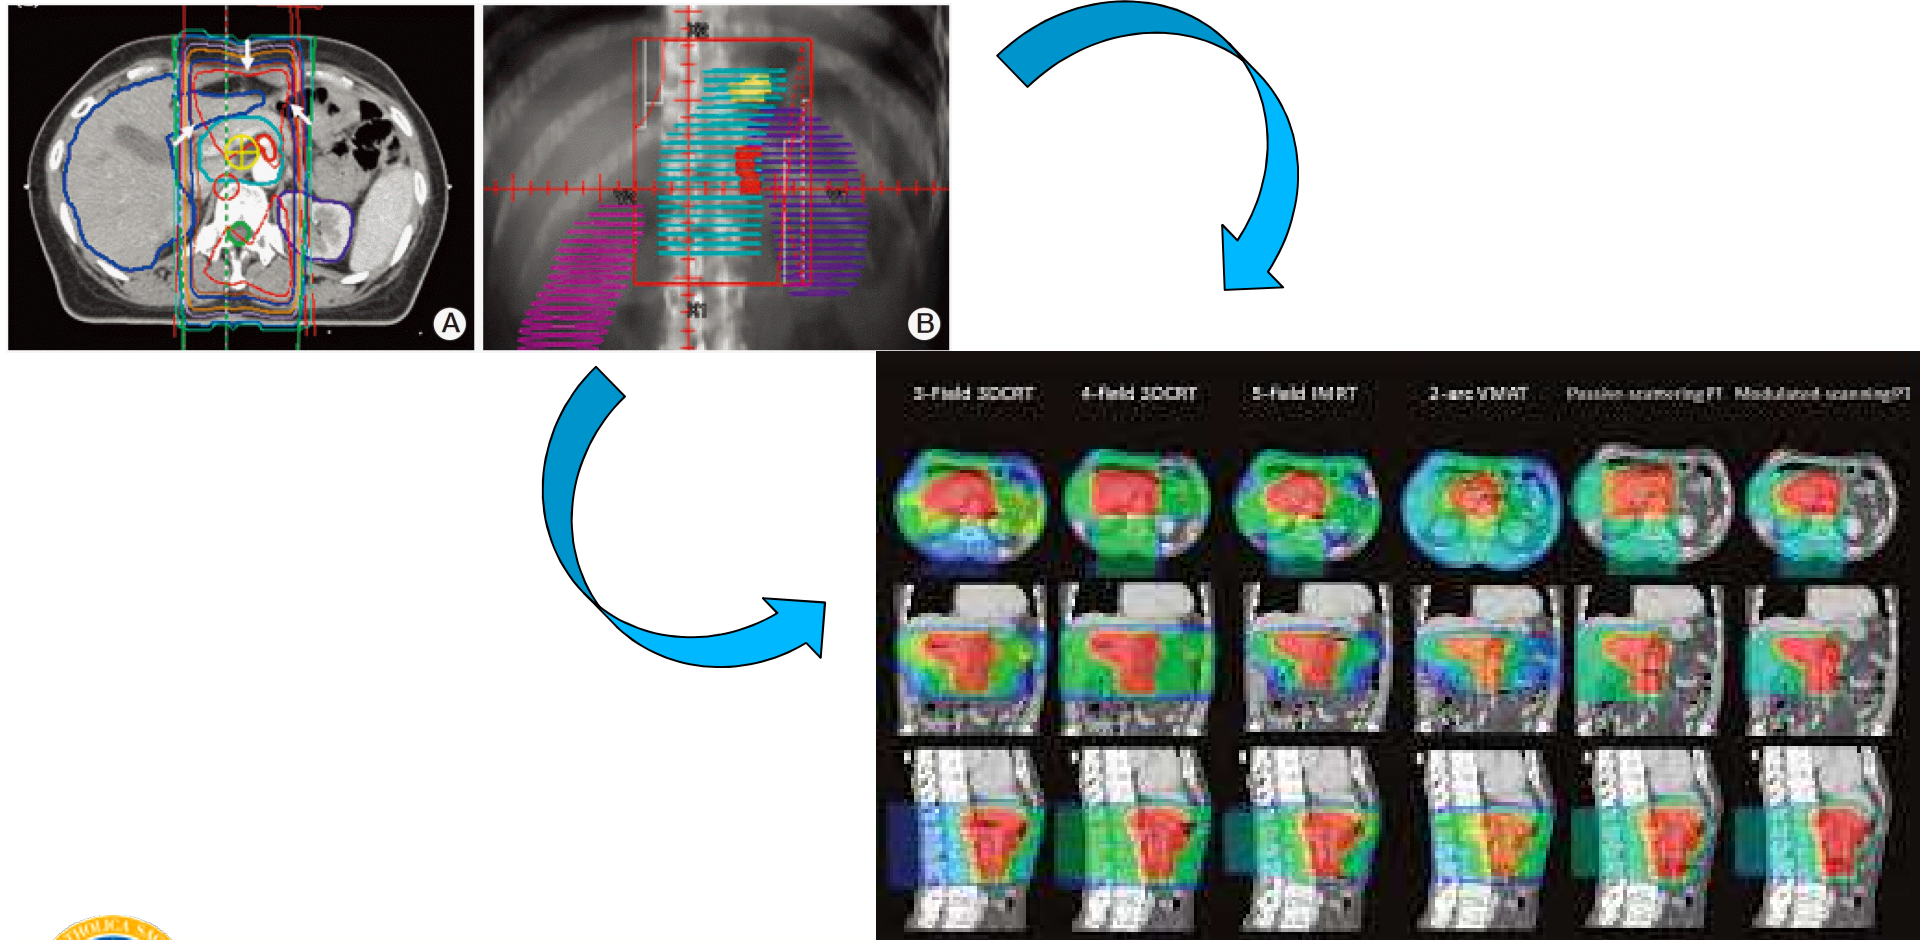 A
B
3-Field 3DCRT
4-field 3DCRT
5-field IMRT
2-arc VMAT
Passive scattering PT
Modulated scanning PT